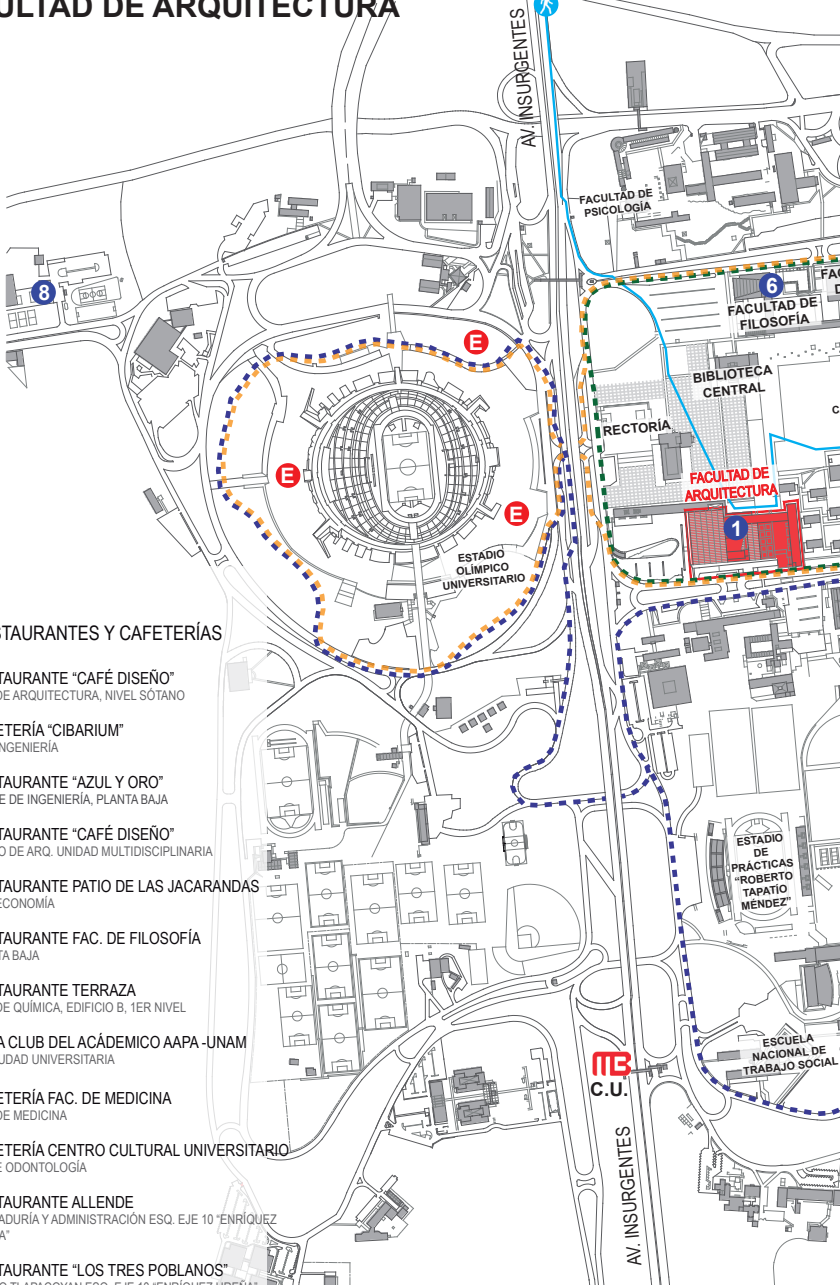 ULTAD DE ARQUITECTURA
AV. INSURGENTES
FACULTAD DE
PSICOLOGÍA
8
6
FAC
D
FACULTAD DE
FILOSOFÍA
E
BIBLIOTECA
CENTRAL
C
RECTORÍA
FACULTAD DE
ARQUITECTURA
E
E
1
ESTADIO
OLÍMPICO
UNIVERSITARIO
STAURANTES Y CAFETERÍAS
TAURANTE “CAFÉ DISEÑO”
DE ARQUITECTURA, NIVEL SÓTANO
ETERÍA “CIBARIUM”
NGENIERÍA
TAURANTE “AZUL Y ORO”
E DE INGENIERÍA, PLANTA BAJA
TAURANTE “CAFÉ DISEÑO”
O DE ARQ. UNIDAD MULTIDISCIPLINARIA
TAURANTE PATIO DE LAS JACARANDAS
ECONOMÍA
TAURANTE FAC. DE FILOSOFÍA
TA BAJA
TAURANTE TERRAZA
DE QUÍMICA, EDIFICIO B, 1ER NIVEL
A CLUB DEL ACÁDEMICO AAPA -UNAM
UDAD UNIVERSITARIA
ETERÍA FAC. DE MEDICINA
DE MEDICINA
ETERÍA CENTRO CULTURAL UNIVERSITARIO
E ODONTOLOGÍA
TAURANTE ALLENDE
ADURÍA Y ADMINISTRACIÓN ESQ. EJE 10 “ENRÍQUEZ
A”
TAURANTE “LOS TRES POBLANOS”
ESTADIO
DE
PRÁCTICAS
“ROBERTO
TAPATÍO
MÉNDEZ”
ESCUELA
NACIONAL DE
TRABAJO SOCIAL
MB
C.U.
AV. INSURGENTES